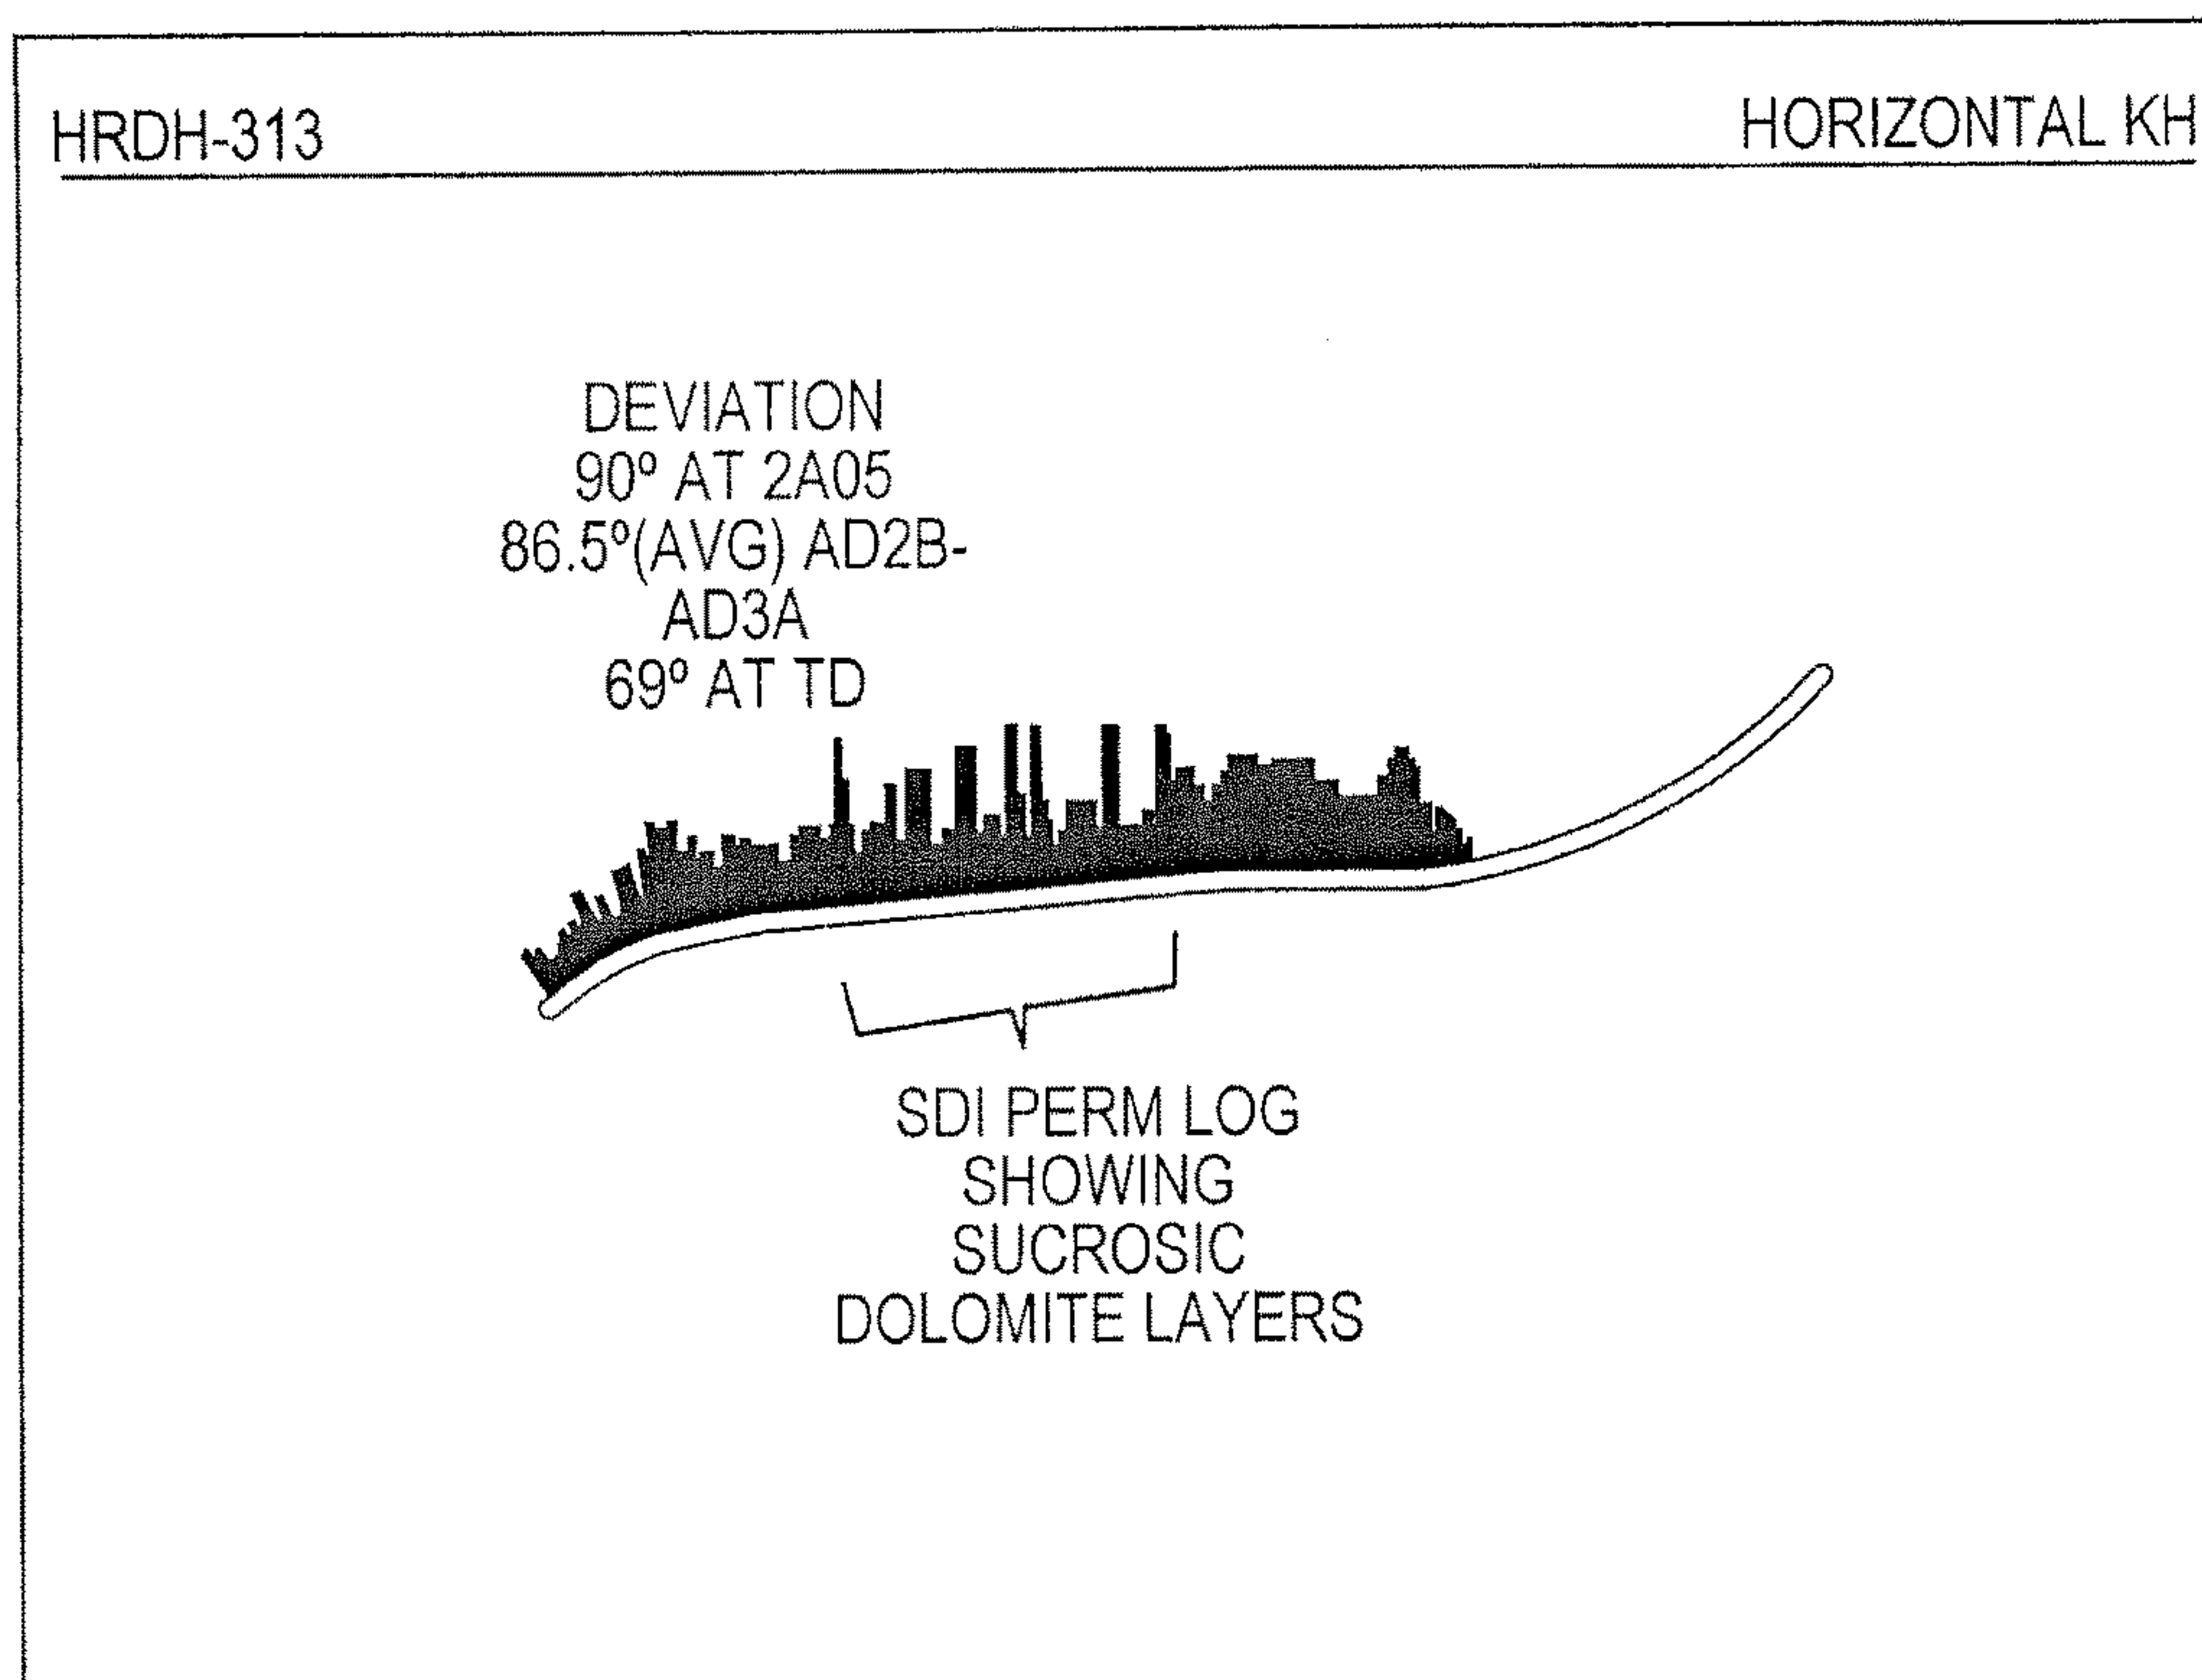 HRDH-313
HORIZONTAL KH
DEVIATION
90º AT 2A05
86.5º(AVG) AD2B-
AD3A
69º AT TD
SDI PERM LOG
SHOWING
SUCROSIC
DOLOMITE LAYERS